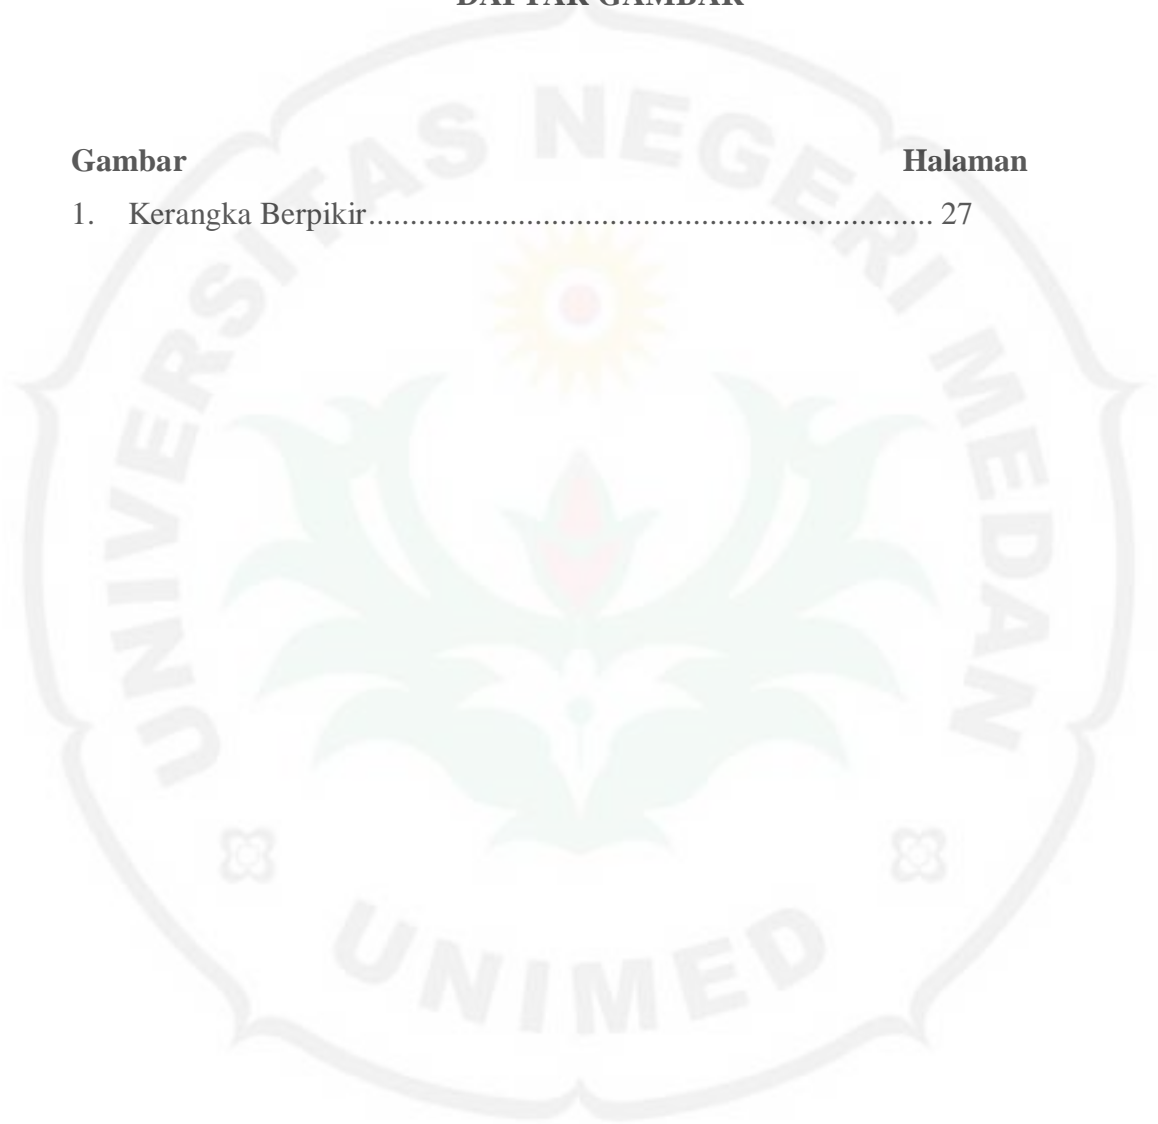 DAFTAR GAMBAR
Gambar Halaman
1. Kerangka Berpikir.................................................................... 27
UNIVERSITAS NEGERI MEDAN
UNIMED